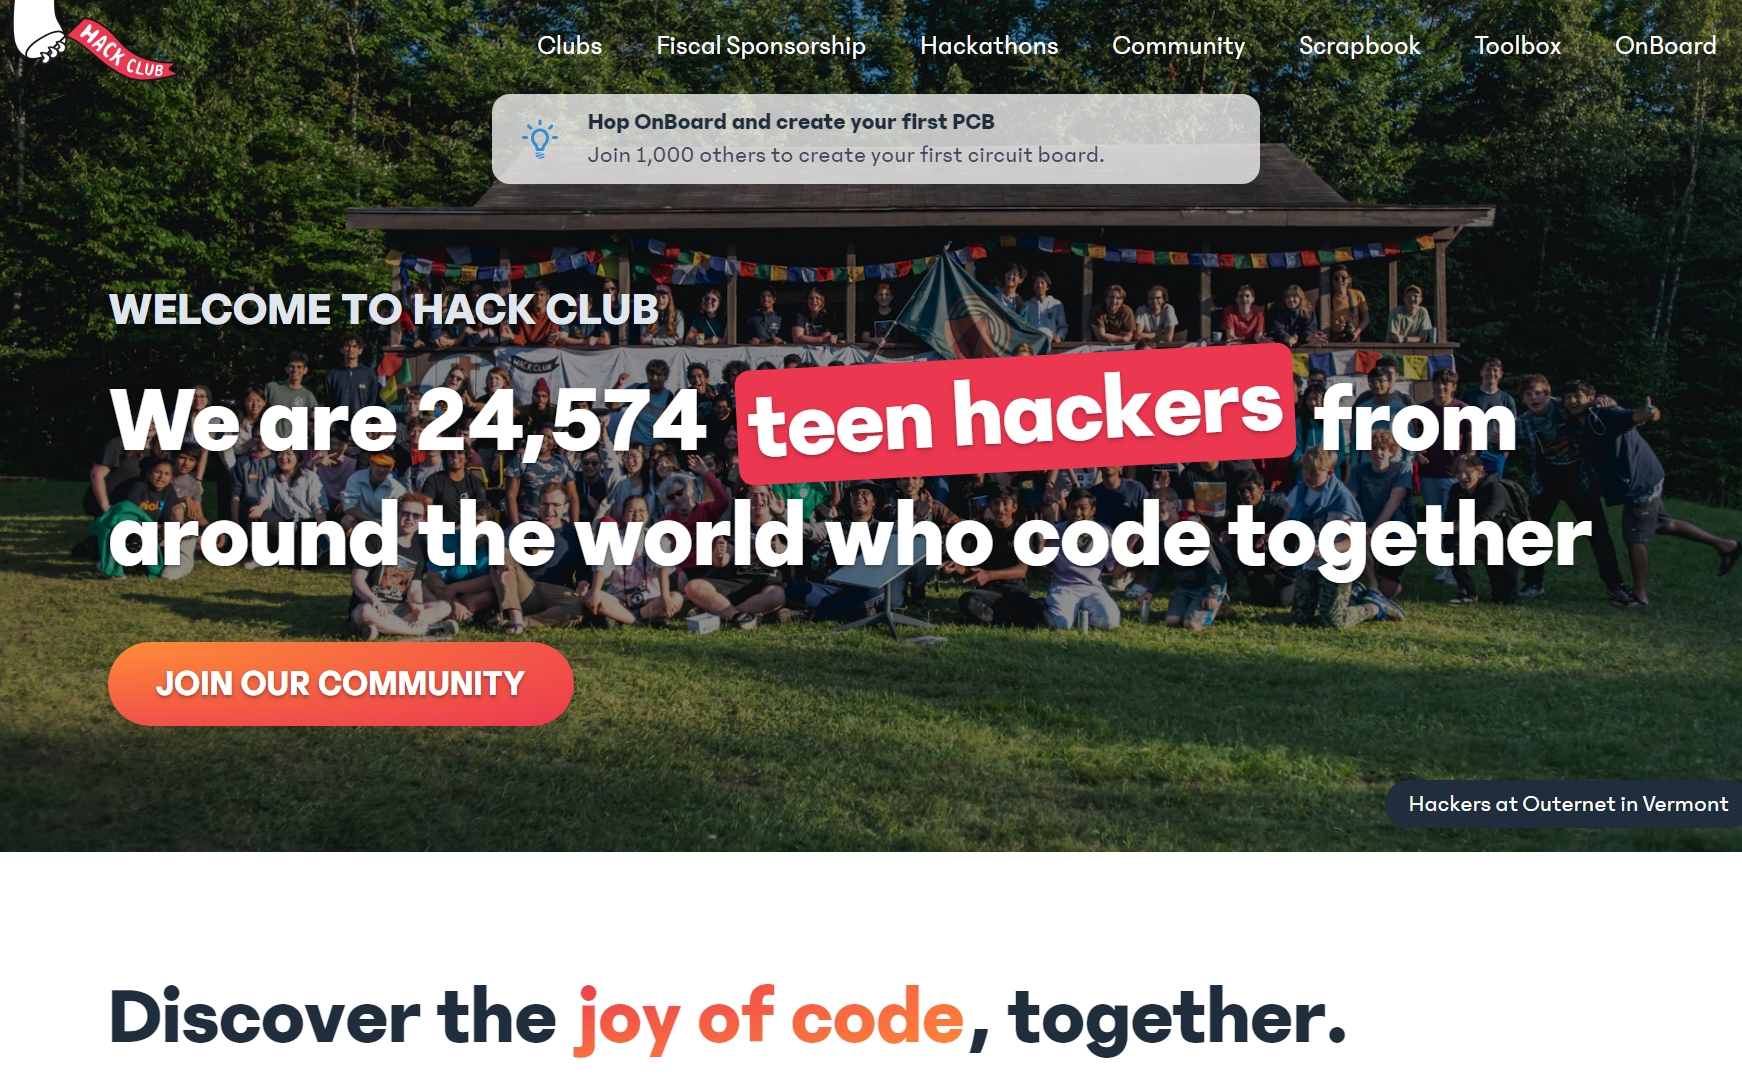 HACK CLUB
Clubs Fiscal Sponsorship Hackathons Community Scrapbook Toolbox OnBoard
Hop OnBoard and create your first PCB
Join 1,000 others to create your first circuit board.
WELCOME TO HACK CLUB
HACK CLUB
We are 24,574 teen hackers from
around the world who code together
JOIN OUR COMMUNITY
Hackers at Outernet in Vermont
Discover the joy of code, together.